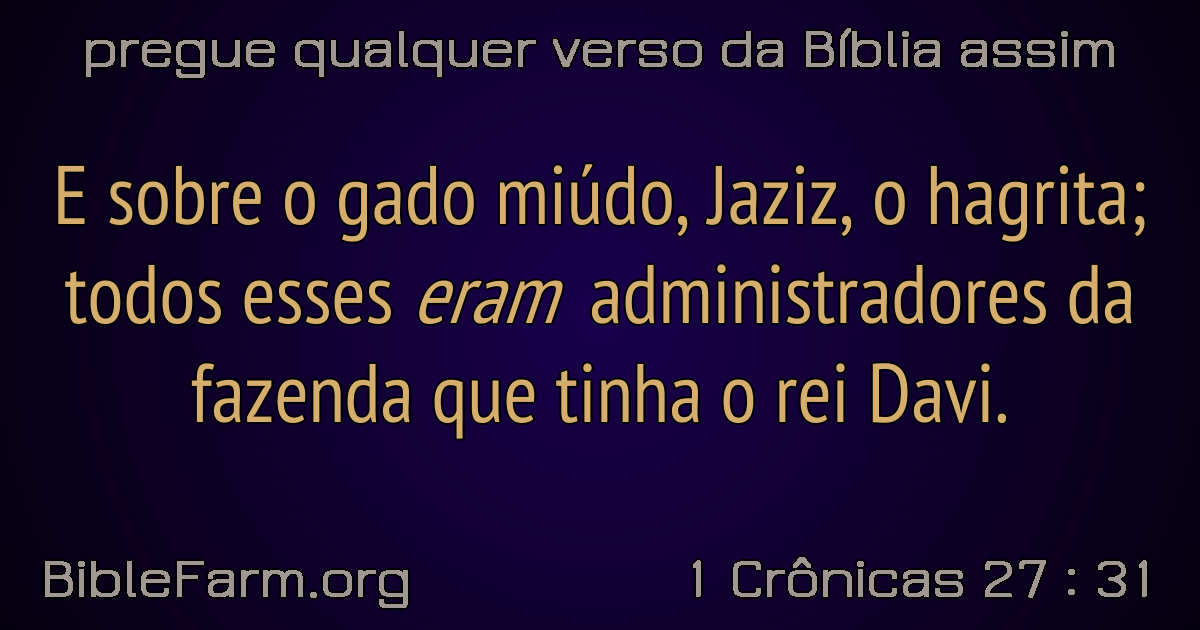 pregue qualquer verso da Bíblia assim
E sobre o gado miúdo, Jaziz, o hagrita;
todos esses eram administradores da
fazenda que tinha o rei Davi.
BibleFarm.org
1 Crônicas 27 : 31